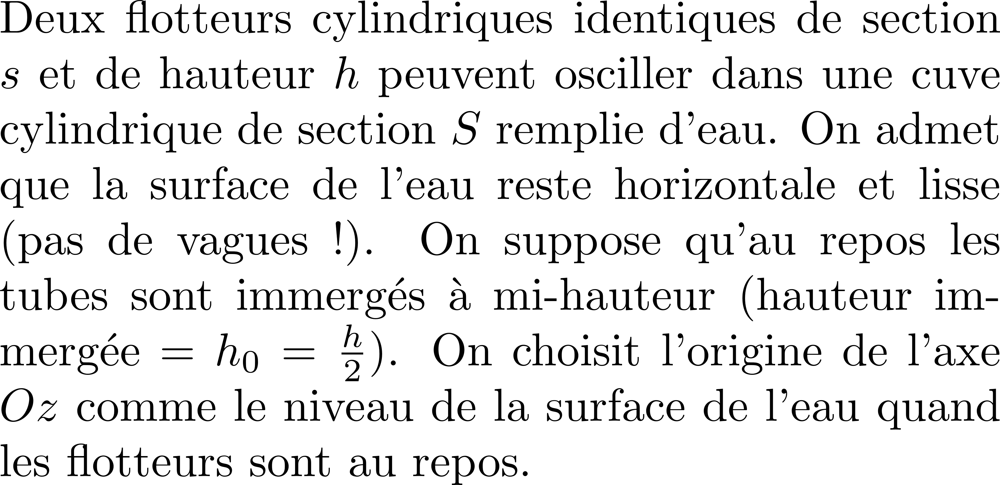 Deux flotteurs cylindriques identiques de section
s et de hauteur h peuvent osciller dans une cuve
cylindrique de section S remplie d'eau. On admet
que la surface de l'eau reste horizontale et lisse
(pas de vagues !). On suppose qu'au repos les
tubes sont immergés à mi-hauteur (hauteur im-
mergée = h₀ = h/2). On choisit l'origine de l'axe
Oz comme le niveau de la surface de l'eau quand
les flotteurs sont au repos.